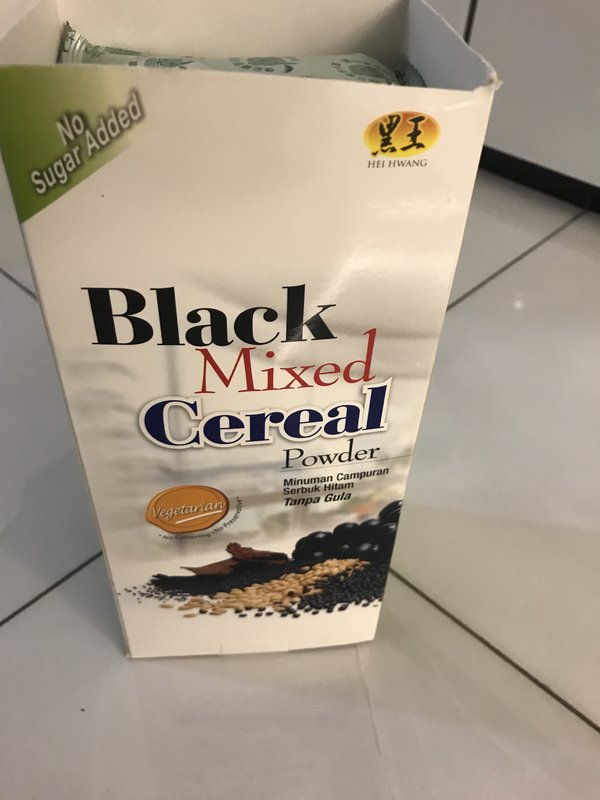 No
Sugar Added
黑王
HEI HWANG
Black
Mixed
Cereal
Powder
Minuman Campuran
Serbuk Hitam
Tanpa Gula
Vegetarian
• No Colouring • No Preservative •